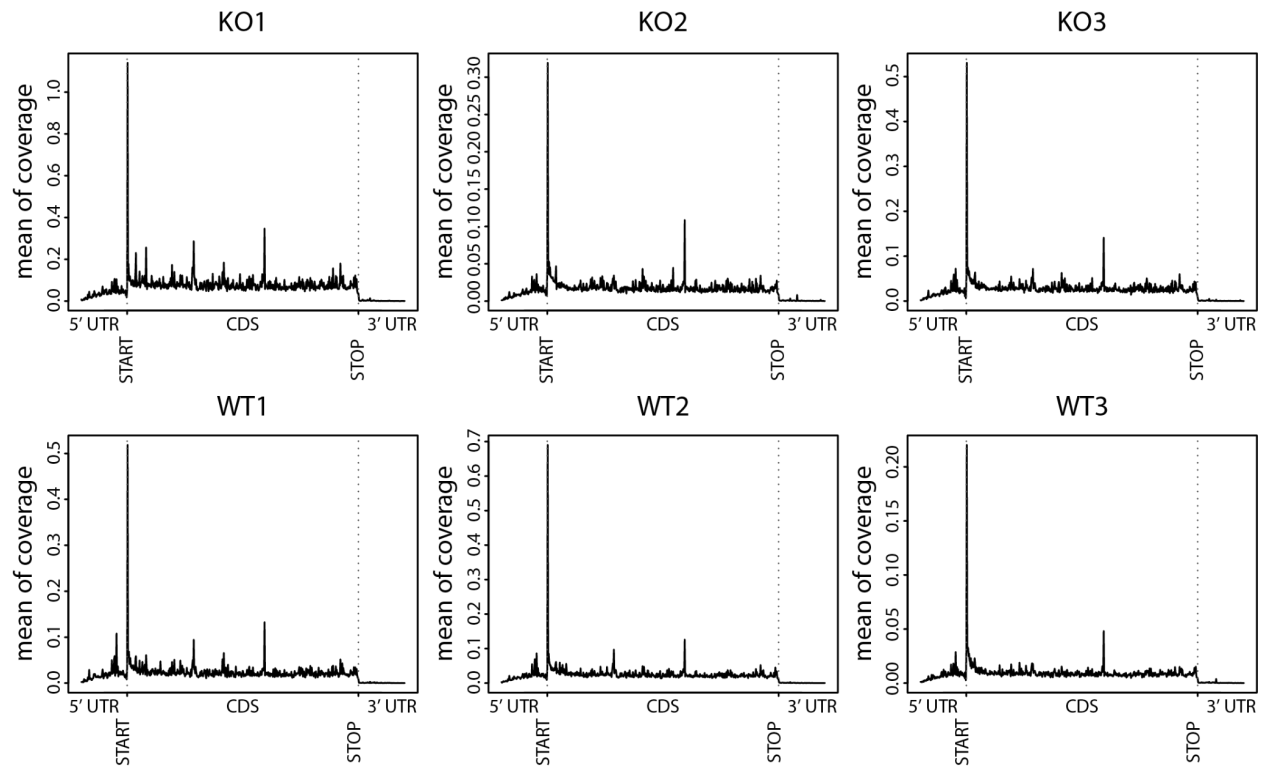 KO1
KO2
KO3
mean of coverage
0.0 0.2 0.4 0.6 0.8 1.0
5’ UTR CDS 3’ UTR
START STOP
mean of coverage
0.00 0.05 0.10 0.15 0.20 0.25 0.30
5’ UTR CDS 3’ UTR
START STOP
mean of coverage
0.0 0.1 0.2 0.3 0.4 0.5
5’ UTR CDS 3’ UTR
START STOP
WT1
WT2
WT3
mean of coverage
0.0 0.1 0.2 0.3 0.4 0.5
5’ UTR CDS 3’ UTR
START STOP
mean of coverage
0.0 0.1 0.2 0.3 0.4 0.5 0.6 0.7
5’ UTR CDS 3’ UTR
START STOP
mean of coverage
0.00 0.05 0.10 0.15 0.20
5’ UTR CDS 3’ UTR
START STOP